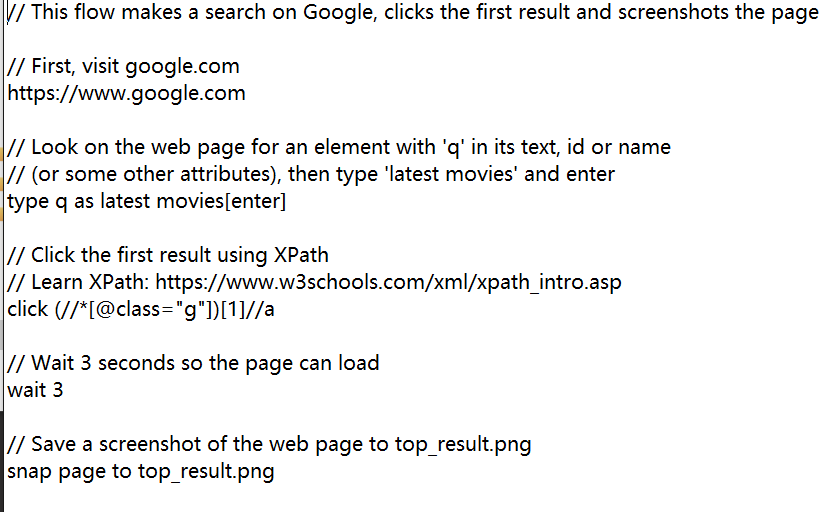 // This flow makes a search on Google, clicks the first result and screenshots the page
// First, visit google.com
https://www.google.com
// Look on the web page for an element with 'q' in its text, id or name
// (or some other attributes), then type 'latest movies' and enter
type q as latest movies[enter]
// Click the first result using XPath
// Learn XPath: https://www.w3schools.com/xml/xpath_intro.asp
click (//*[@class="g"])[1]//a
// Wait 3 seconds so the page can load
wait 3
// Save a screenshot of the web page to top_result.png
snap page to top_result.png